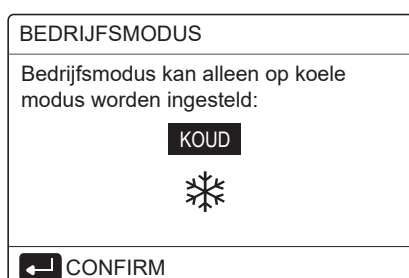 BEDRIJFSMODUS
Bedrijfsmodus kan alleen op koele
modus worden ingesteld:
KOUD
CONFIRM